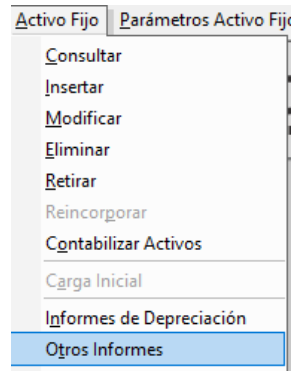 Activo Fijo Parámetros Activo Fijo
Consultar
Insertar
Modificar
Eliminar
Retirar
Reincorporar
Contabilizar Activos
Carga Inicial
Informes de Depreciación
Otros Informes